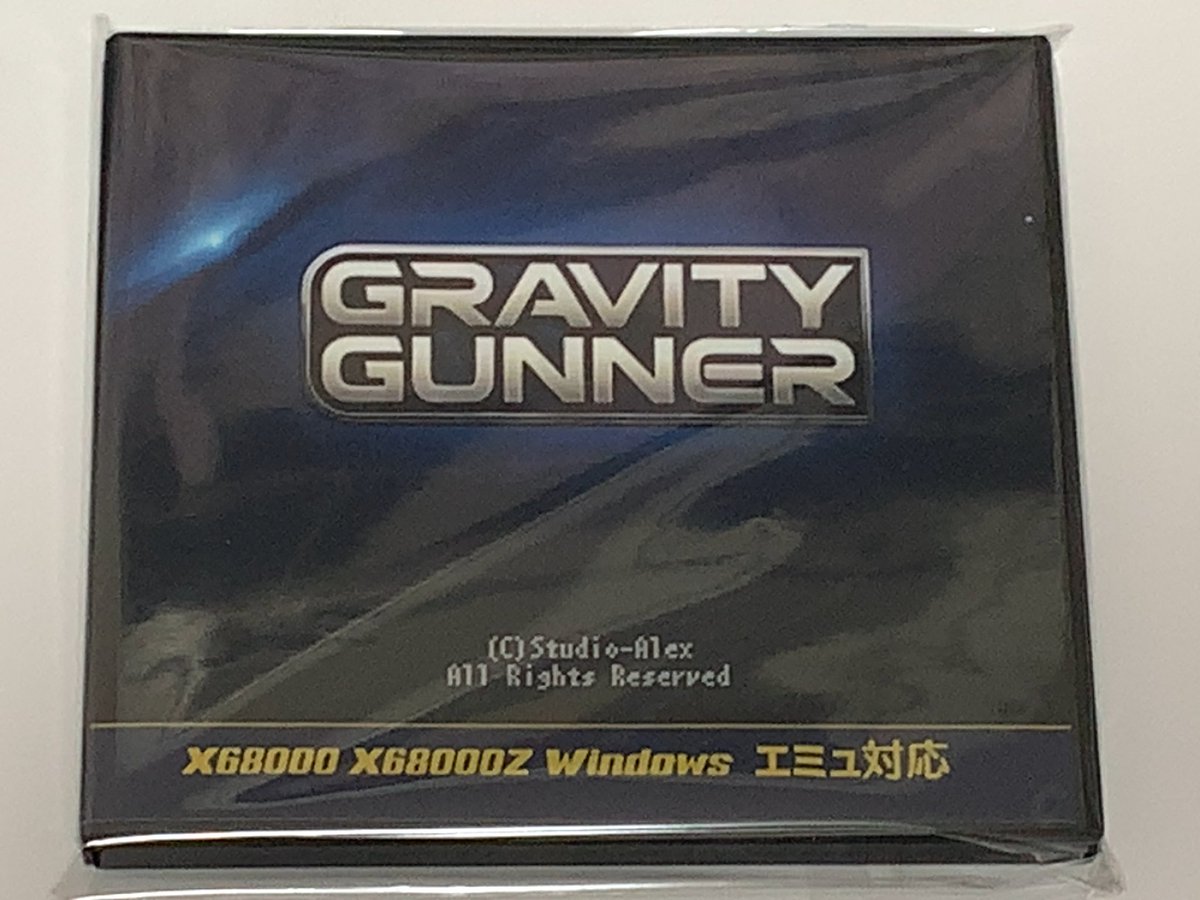 GRAVITY
GUNNER
(C)Studio-Alex
All Rights Reserved
X68000 X68000Z Windows エミュ対応